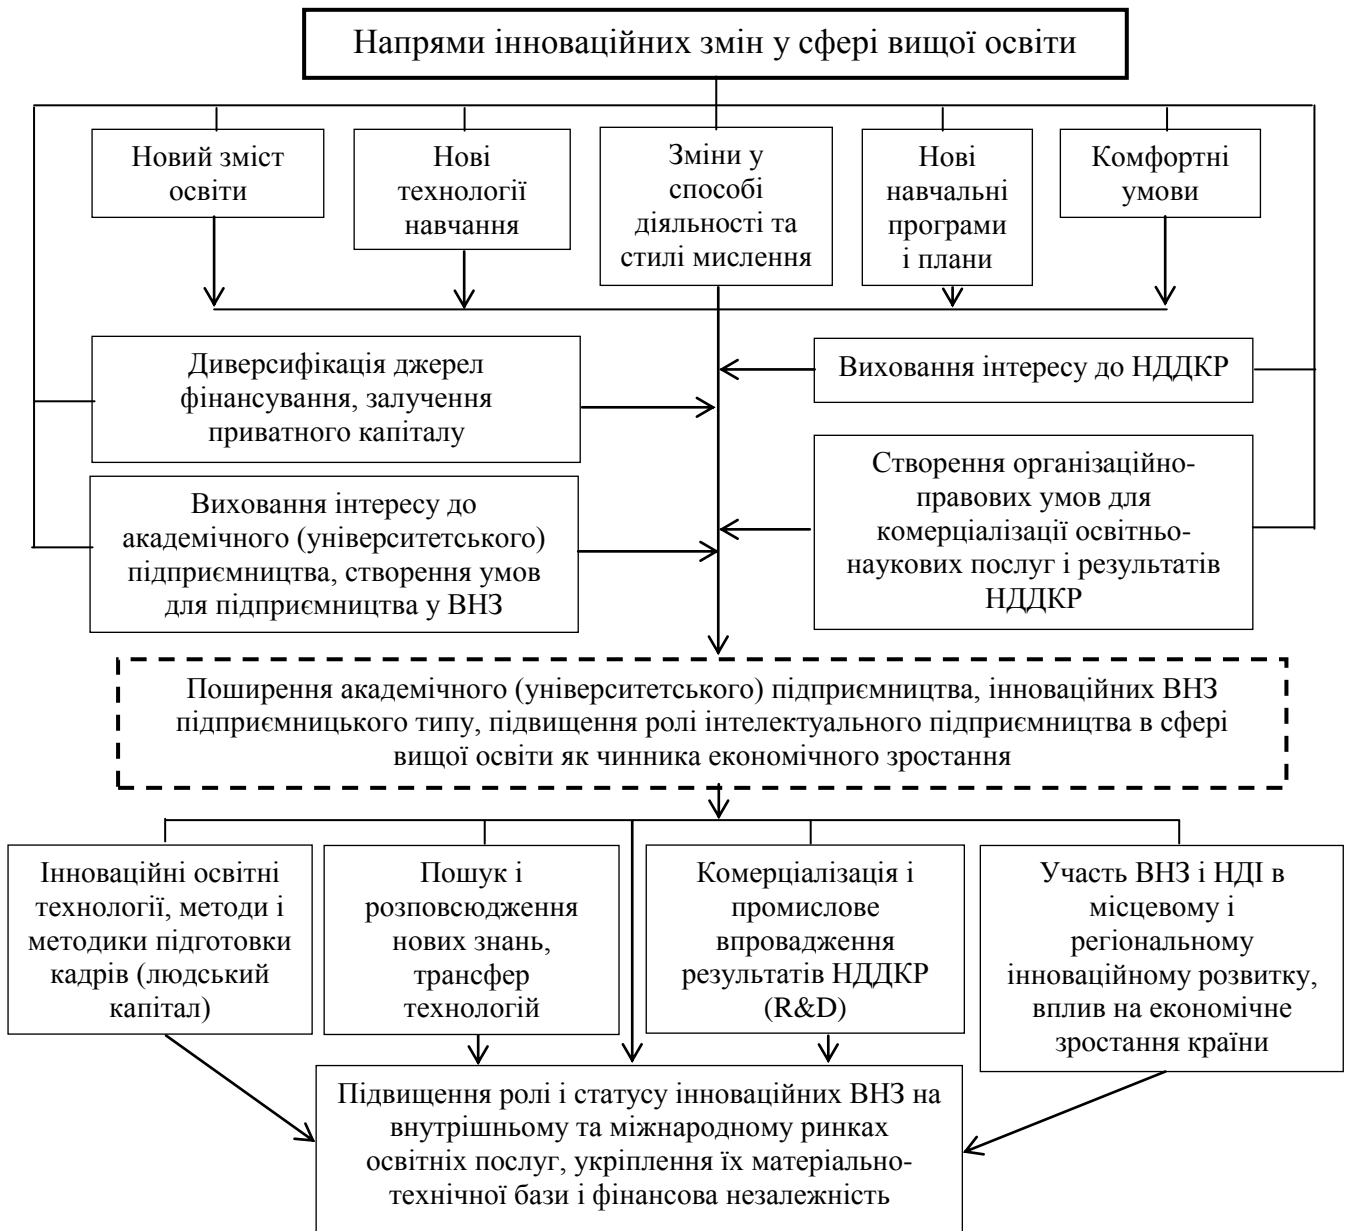 Напрями інноваційних змін у сфері вищої освіти
Новий зміст
освіти
Нові
технології
навчання
Зміни у
способі
діяльності та
стилі мислення
Нові
навчальні
програми
і плани
Комфортні
умови
Диверсифікація джерел
фінансування, залучення
приватного капіталу
Виховання інтересу до НДДКР
Виховання інтересу до
академічного (університетського)
підприємництва, створення умов
для підприємництва у ВНЗ
Створення організаційно-
правових умов для
комерціалізації освітньо-
наукових послуг і результатів
НДДКР
Поширення академічного (університетського) підприємництва, інноваційних ВНЗ
підприємницького типу, підвищення ролі інтелектуального підприємництва в сфері
вищої освіти як чинника економічного зростання
Інноваційні освітні
технології, методи і
методики підготовки
кадрів (людський
капітал)
Пошук і
розповсюдження
нових знань,
трансфер
технологій
Комерціалізація і
промислове
впровадження
результатів НДДКР
(R&D)
Участь ВНЗ і НДІ в
місцевому і
регіональному
інноваційному розвитку,
вплив на економічне
зростання країни
Підвищення ролі і статусу інноваційних ВНЗ на
внутрішньому та міжнародному ринках
освітніх послуг, укріплення їх матеріально-
технічної бази і фінансова незалежність